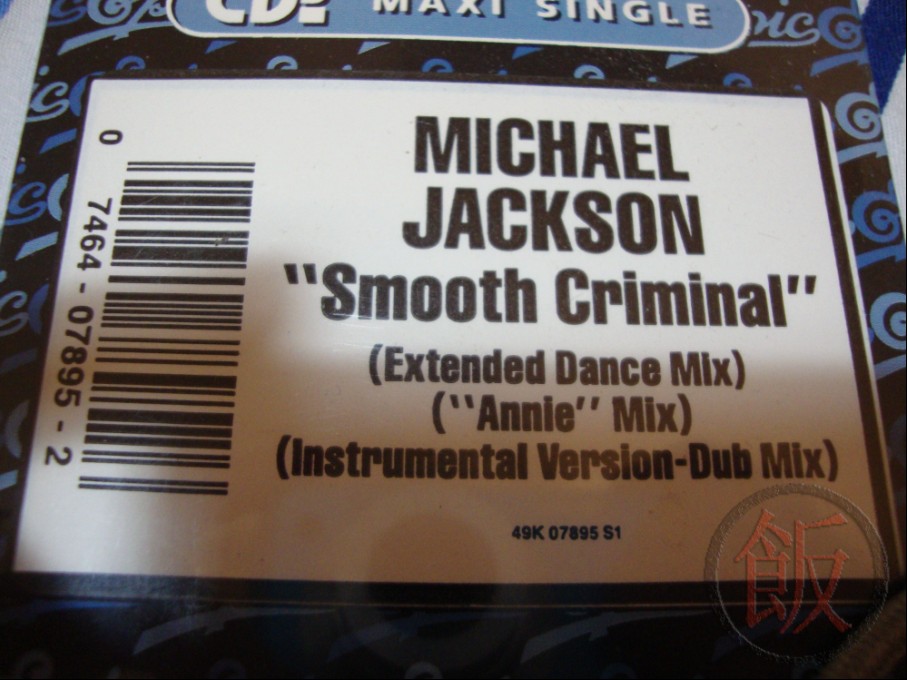 CD3 MAXI SINGLE
MICHAEL
JACKSON
"Smooth Criminal"
(Extended Dance Mix)
("Annie" Mix)
(Instrumental Version-Dub Mix)
49K 07895 S1
0 7464 - 07895 - 2
飯